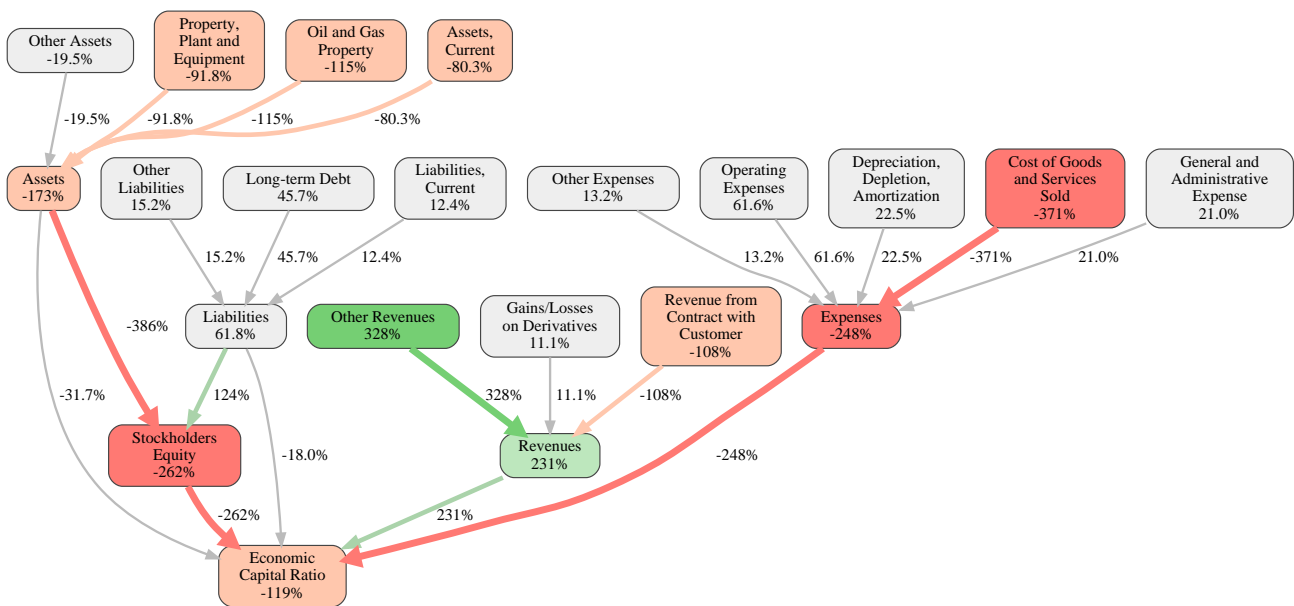 Other Assets
-19.5%
Property,
Plant and
Equipment
-91.8%
Oil and Gas
Property
-115%
Assets,
Current
-80.3%
-19.5%
-91.8%
-115%
-80.3%
Assets
-173%
Other
Liabilities
15.2%
Long-term Debt
45.7%
Liabilities,
Current
12.4%
Other Expenses
13.2%
Operating
Expenses
61.6%
Depreciation,
Depletion,
Amortization
22.5%
Cost of Goods
and Services
Sold
-371%
General and
Administrative
Expense
21.0%
15.2%
45.7%
12.4%
13.2%
61.6%
22.5%
-371%
21.0%
-386%
Liabilities
61.8%
Other Revenues
328%
Gains/Losses
on Derivatives
11.1%
Revenue from
Contract with
Customer
-108%
Expenses
-248%
-31.7%
124%
328%
11.1%
-108%
Stockholders
Equity
-262%
-18.0%
Revenues
231%
-248%
-262%
231%
Economic
Capital Ratio
-119%